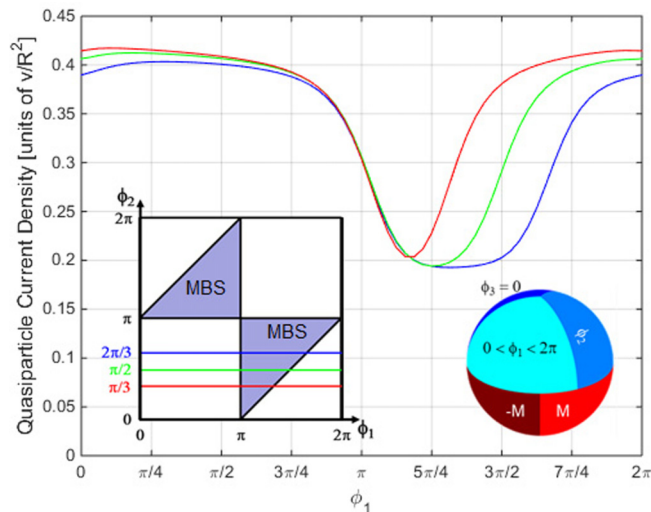 Quasiparticle Current Density [units of v/R²]
0.45
0.4
0.35
0.3
0.25
0.2
0.15
0.1
0.05
0
0 π/4 π/2 3π/4 π 5π/4 3π/2 7π/4 2π
ϕ₁
ϕ₂
2π
π
2π/3
π/2
π/3
0
0 π 2π ϕ₁
MBS
MBS
ϕ₃ = 0
ϕ₂
0 < ϕ₁ < 2π
-M M